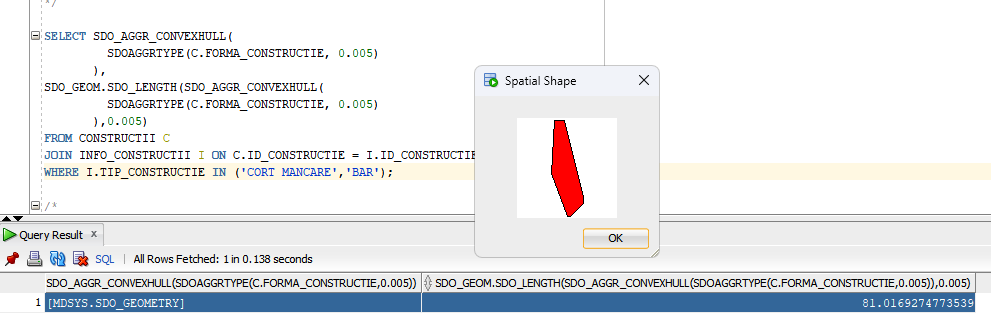 */
SELECT SDO_AGGR_CONVEXHULL(
SDOAGGRTYPE(C.FORMA_CONSTRUCTIE, 0.005)
),
SDO_GEOM.SDO_LENGTH(SDO_AGGR_CONVEXHULL(
SDOAGGRTYPE(C.FORMA_CONSTRUCTIE, 0.005)
),0.005)
FROM CONSTRUCTII C
JOIN INFO_CONSTRUCTII I ON C.ID_CONSTRUCTIE = I.ID_CONSTRUCTIE
WHERE I.TIP_CONSTRUCTIE IN ('CORT MANCARE','BAR');
/*
Spatial Shape
OK
Query Result x
SQL | All Rows Fetched: 1 in 0.138 seconds
SDO_AGGR_CONVEXHULL(SDOAGGRTYPE(C.FORMA_CONSTRUCTIE,0.005)) SDO_GEOM.SDO_LENGTH(SDO_AGGR_CONVEXHULL(SDOAGGRTYPE(C.FORMA_CONSTRUCTIE,0.005)),0.005)
1 [MDSYS.SDO_GEOMETRY] 81.0169274773539